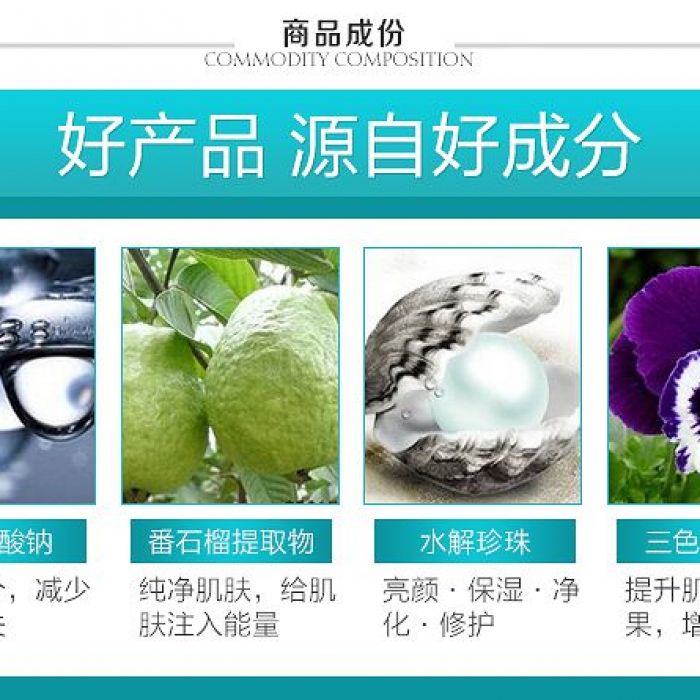 商品成份
COMMODITY COMPOSITION
好产品 源自好成分
酸钠
番石榴提取物
水解珍珠
三色
，减少
纯净肌肤，给肌
肤注入能量
亮颜·保湿·净
化·修护
提升肌
果，增